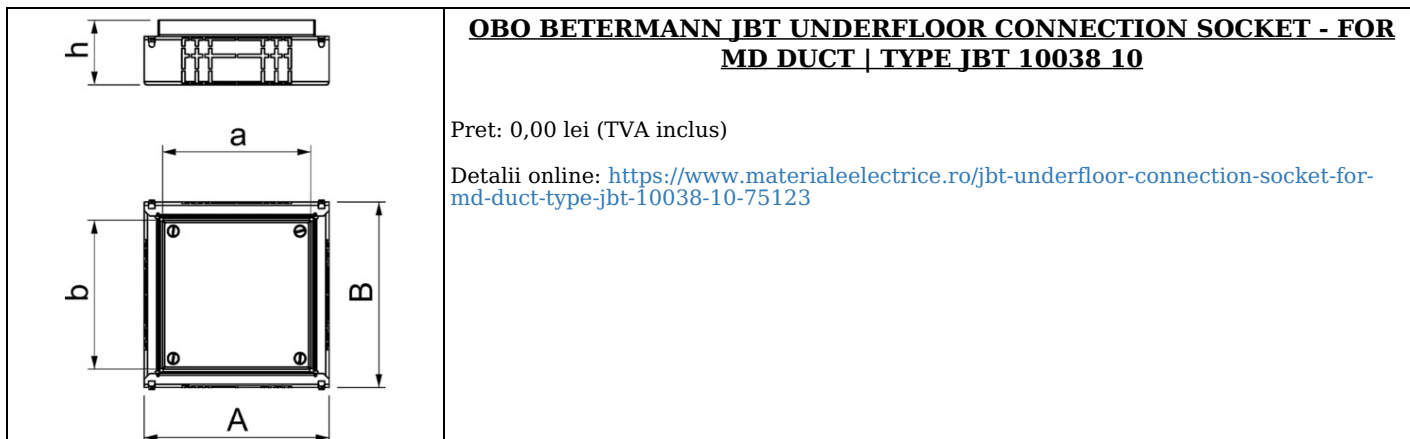 h
a
b
B
A
OBO BETERMANN JBT UNDERFLOOR CONNECTION SOCKET - FOR
MD DUCT | TYPE JBT 10038 10
Pret: 0,00 lei (TVA inclus)
Detalii online: https://www.materialeelectrice.ro/jbt-underfloor-connection-socket-for-
md-duct-type-jbt-10038-10-75123